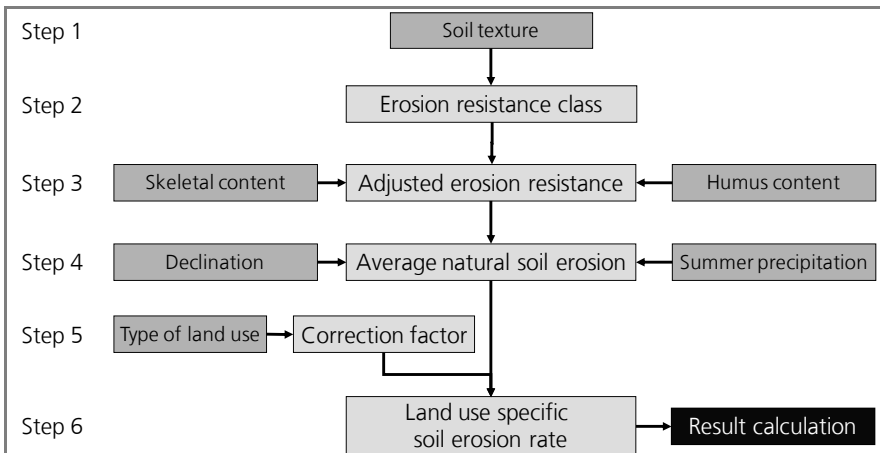 Step 1
Soil texture
Step 2
Erosion resistance class
Step 3
Skeletal content
Adjusted erosion resistance
Humus content
Step 4
Declination
Average natural soil erosion
Summer precipitation
Step 5
Type of land use
Correction factor
Step 6
Land use specific
soil erosion rate
Result calculation